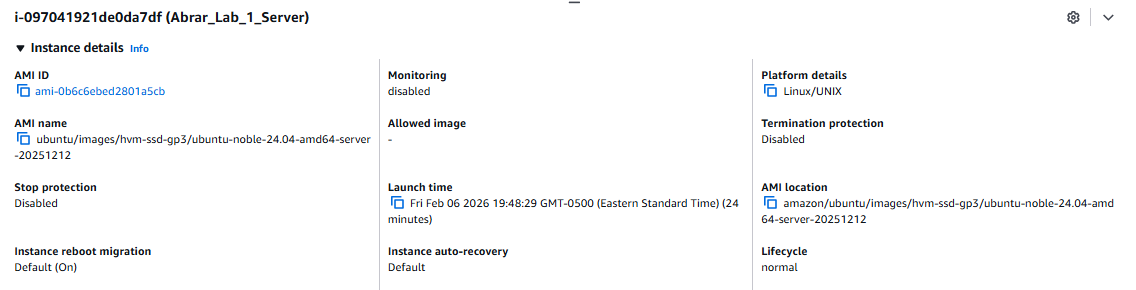 i-097041921de0da7df (Abrar_Lab_1_Server)
▼ Instance details Info
AMI ID
ami-0b6c6ebed2801a5cb
Monitoring
disabled
Platform details
Linux/UNIX
AMI name
ubuntu/images/hvm-ssd-gp3/ubuntu-noble-24.04-amd64-server
-20251212
Allowed image
-
Termination protection
Disabled
Stop protection
Disabled
Launch time
Fri Feb 06 2026 19:48:29 GMT-0500 (Eastern Standard Time) (24
minutes)
AMI location
amazon/ubuntu/images/hvm-ssd-gp3/ubuntu-noble-24.04-amd
64-server-20251212
Instance reboot migration
Default (On)
Instance auto-recovery
Default
Lifecycle
normal